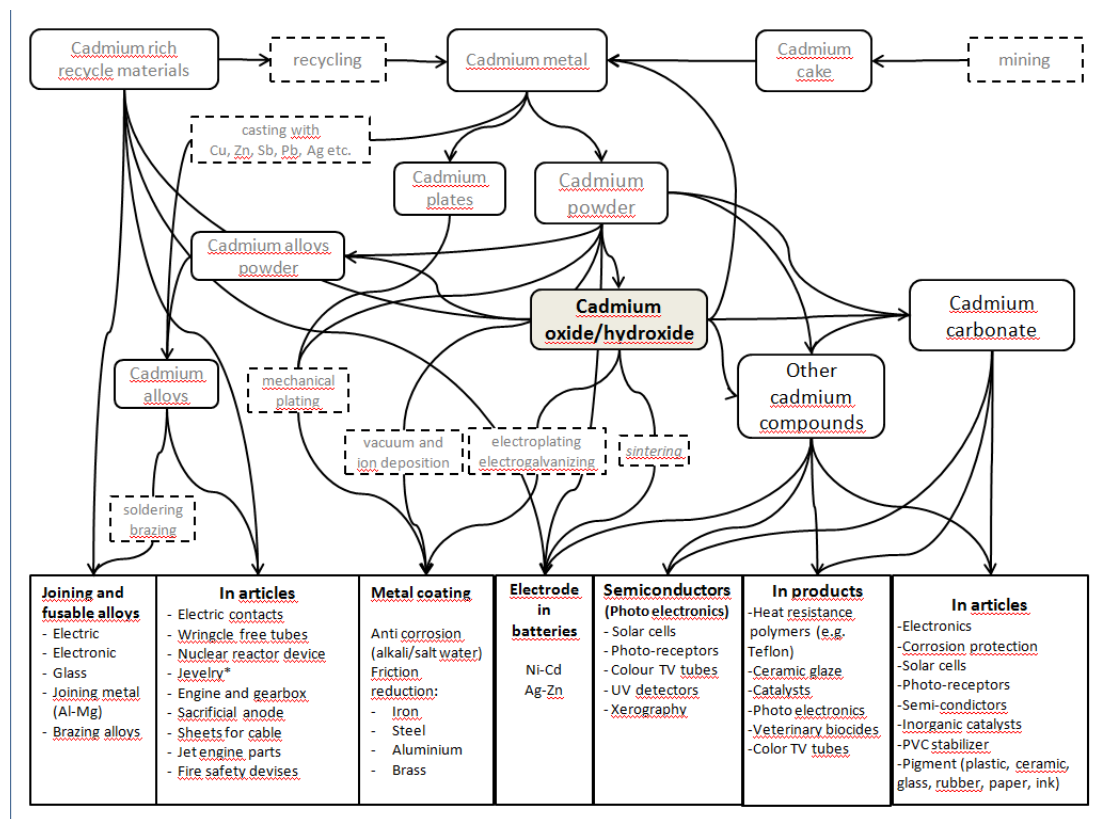 Cadmium rich
recycle materials
recycling
Cadmium metal
Cadmium
cake
mining
casting with
Cu, Zn, Sb, Pb, Ag etc.
Cadmium
plates
Cadmium
powder
Cadmium alloys
powder
Cadmium
oxide/hydroxide
Cadmium
carbonate
Cadmium
alloys
mechanical
plating
Other
cadmium
compounds
vacuum and
ion deposition
electroplating
electrogalvanizing
sintering
soldering
brazing
Joining and
fusable alloys
- Electric
- Electronic
- Glass
- Joining metal
(Al-Mg)
- Brazing alloys
In articles
- Electric contacts
- Wringcle free tubes
- Nuclear reactor device
- Jevelry*
- Engine and gearbox
- Sacrificial anode
- Sheets for cable
- Jet engine parts
- Fire safety devises
Metal coating
Anti corrosion
(alkali/salt water)
Friction
reduction:
- Iron
- Steel
- Aluminium
- Brass
Electrode
in
batteries
Ni-Cd
Ag-Zn
Semiconductors
(Photo electronics)
- Solar cells
- Photo-receptors
- Colour TV tubes
- UV detectors
- Xerography
In products
-Heat resistance
polymers (e.g.
Teflon)
-Ceramic glaze
-Catalysts
-Photo electronics
-Veterinary biocides
-Color TV tubes
In articles
-Electronics
-Corrosion protection
-Solar cells
-Photo-receptors
-Semi-condictors
-Inorganic catalysts
-PVC stabilizer
-Pigment (plastic, ceramic,
glass, rubber, paper, ink)